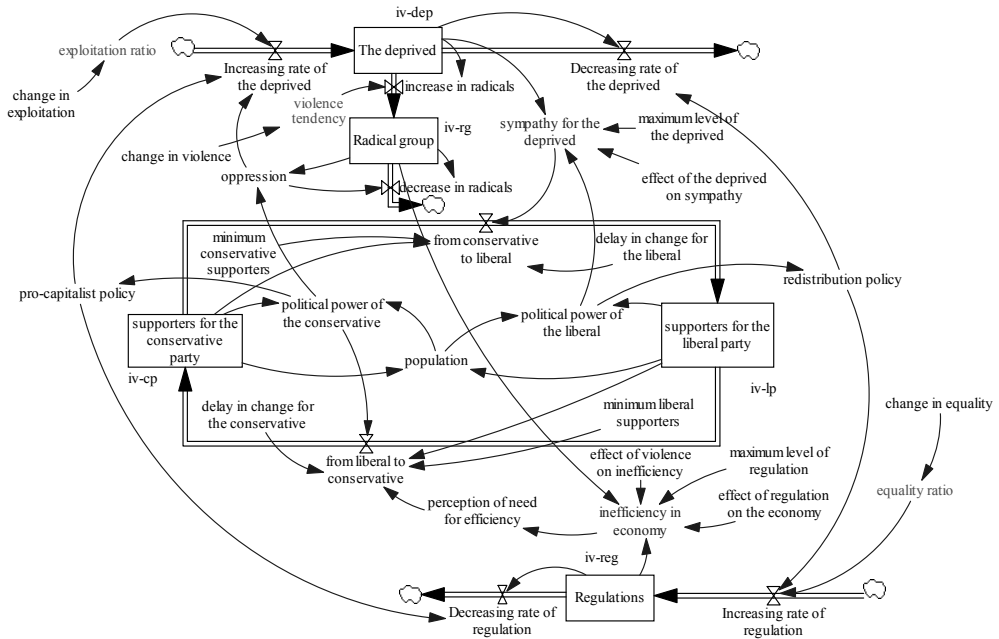 iv-dep
exploitation ratio
The deprived
Increasing rate of
the deprived
increase in radicals
Decreasing rate of
the deprived
change in
exploitation
violence
tendency
iv-rg
sympathy for the
deprived
maximum level of
the deprived
change in violence
Radical group
effect of the deprived
on sympathy
oppression
decrease in radicals
minimum
conservative
supporters
from conservative
to liberal
delay in change for
the liberal
pro-capitalist policy
political power of
the conservative
political power of
the liberal
redistribution policy
supporters for the
conservative
party
supporters for the
liberal party
population
iv-cp
iv-lp
delay in change for
the conservative
minimum liberal
supporters
change in equality
from liberal to
conservative
effect of violence
on inefficiency
maximum level of
regulation
equality ratio
perception of need
for efficiency
inefficiency in
economy
effect of regulation
on the economy
iv-reg
Decreasing rate of
regulation
Regulations
Increasing rate of
regulation